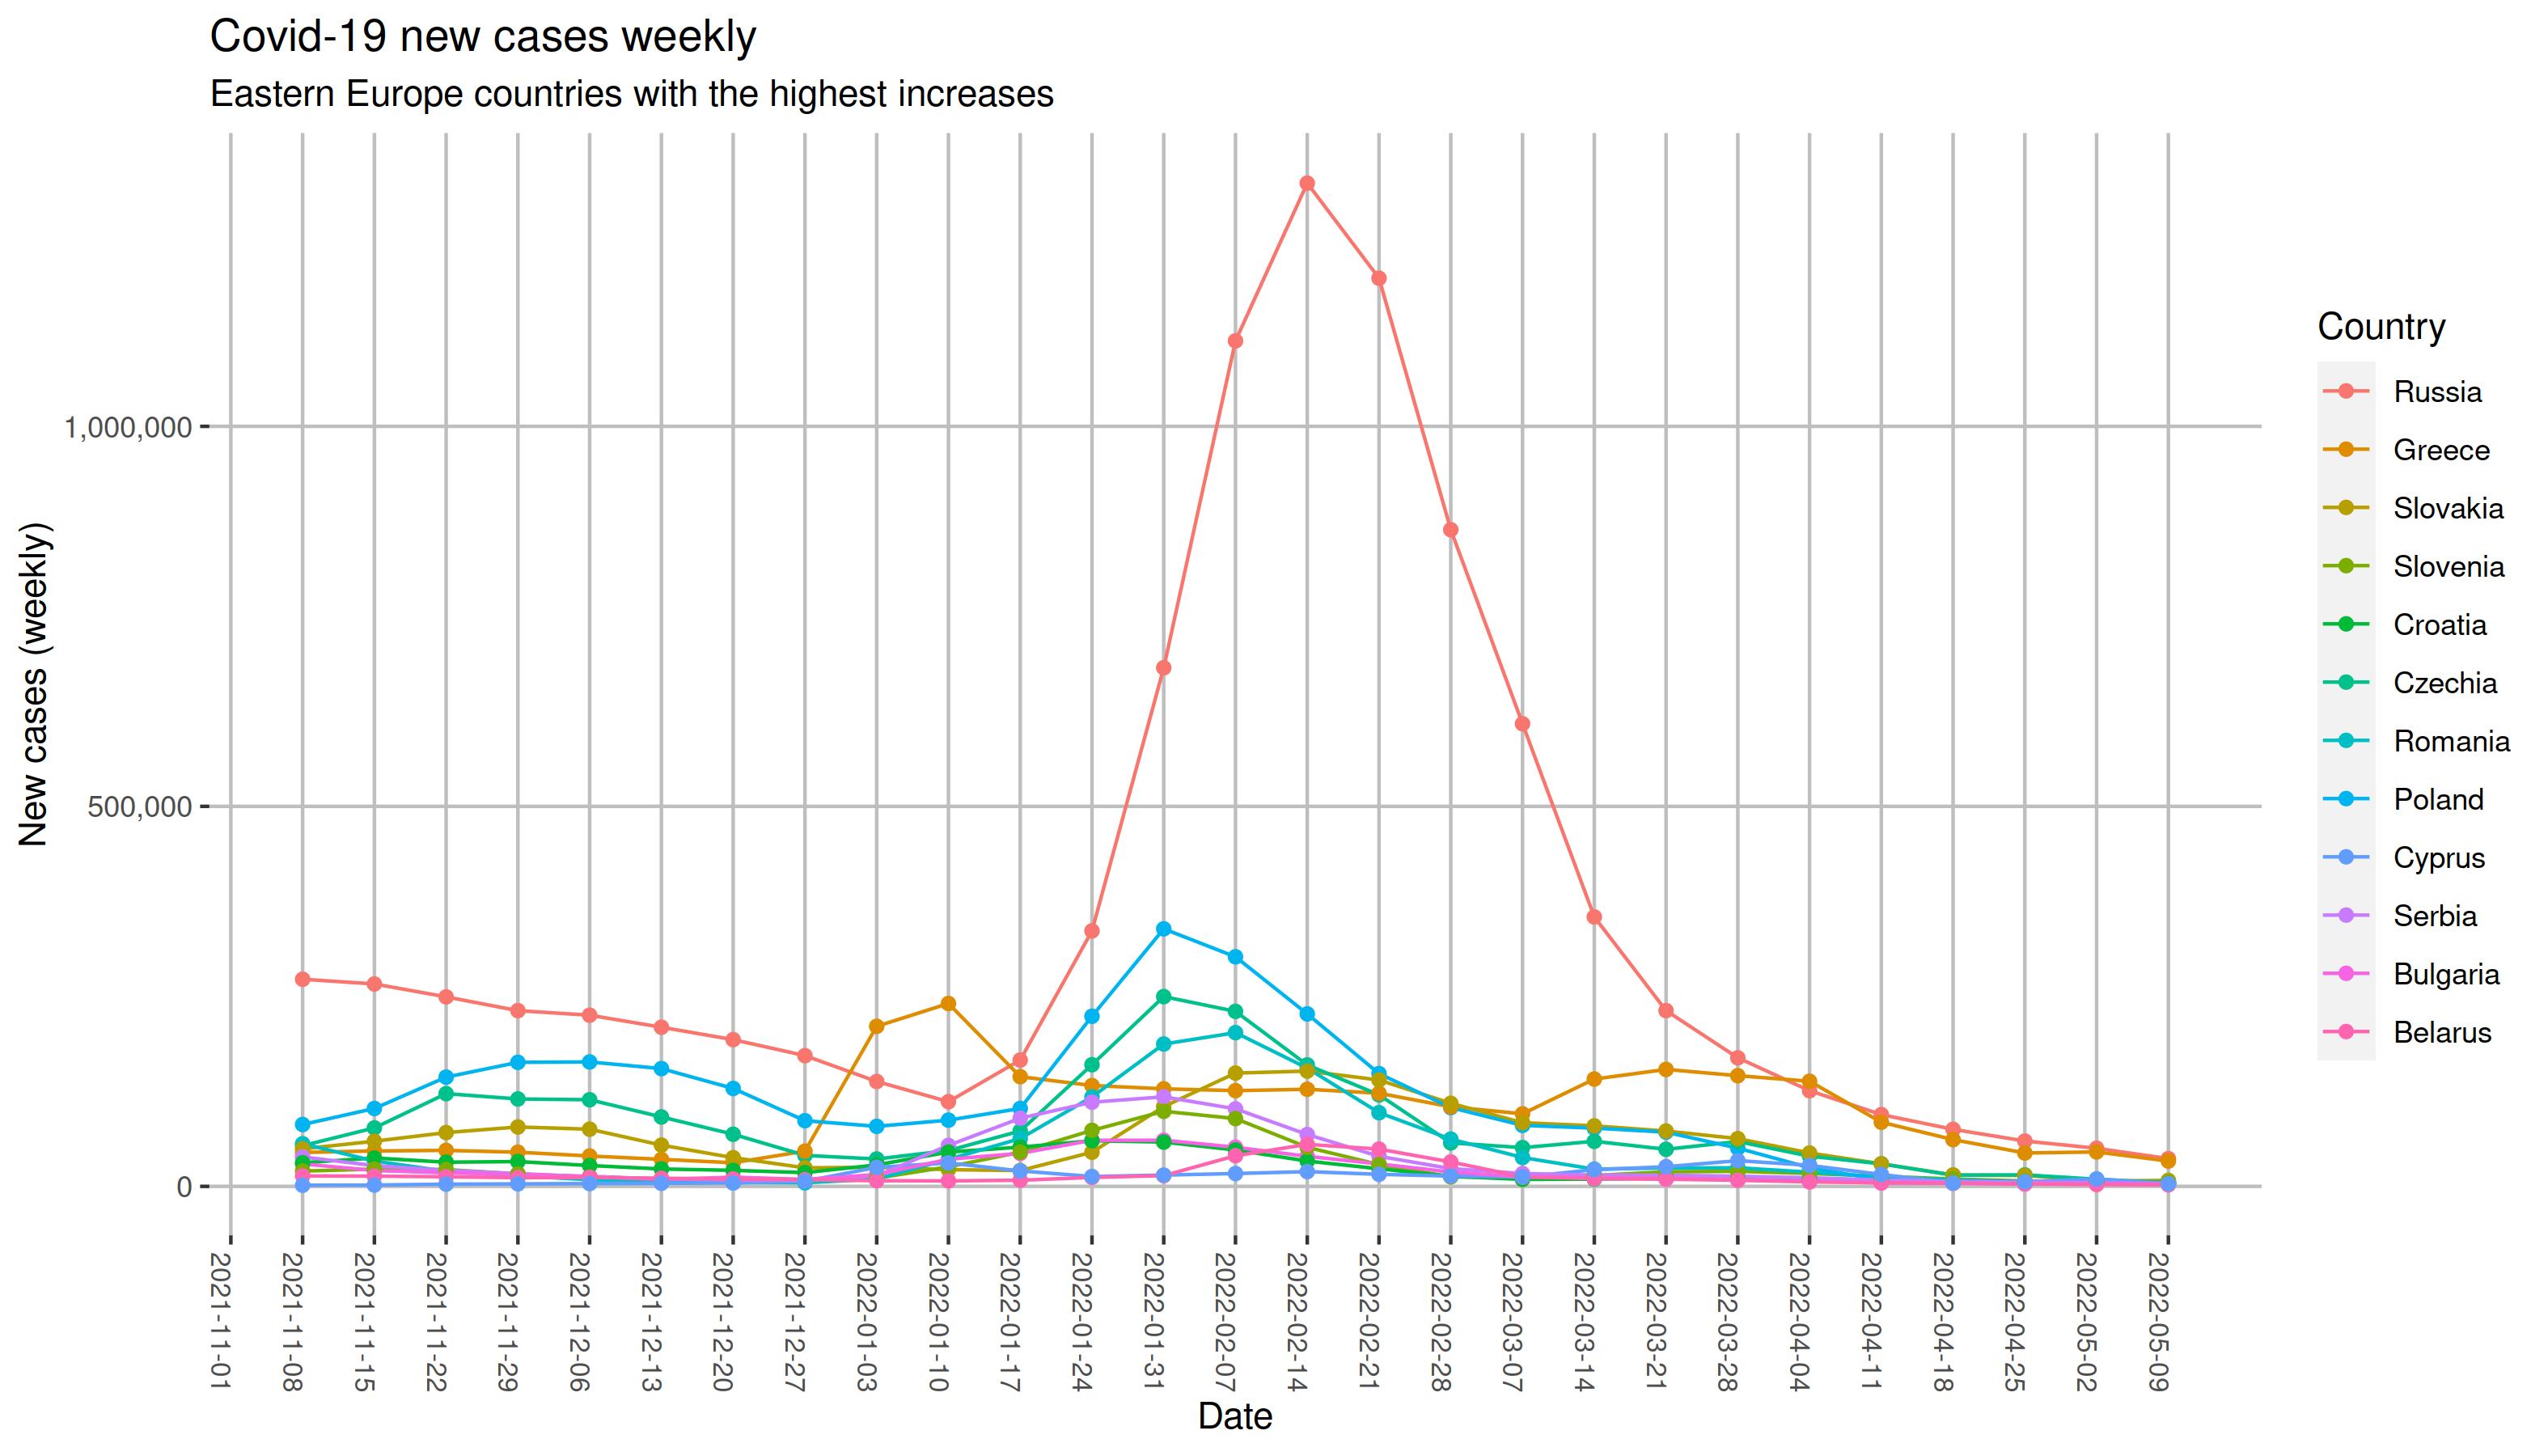 Covid-19 new cases weekly
Eastern Europe countries with the highest increases
New cases (weekly)
1,000,000
500,000
0
2021-11-01
2021-11-08
2021-11-15
2021-11-22
2021-11-29
2021-12-06
2021-12-13
2021-12-20
2021-12-27
2022-01-03
2022-01-10
2022-01-17
2022-01-24
2022-01-31
2022-02-07
2022-02-14
2022-02-21
2022-02-28
2022-03-07
2022-03-14
2022-03-21
2022-03-28
2022-04-04
2022-04-11
2022-04-18
2022-04-25
2022-05-02
2022-05-09
Date
Country
Russia
Greece
Slovakia
Slovenia
Croatia
Czechia
Romania
Poland
Cyprus
Serbia
Bulgaria
Belarus